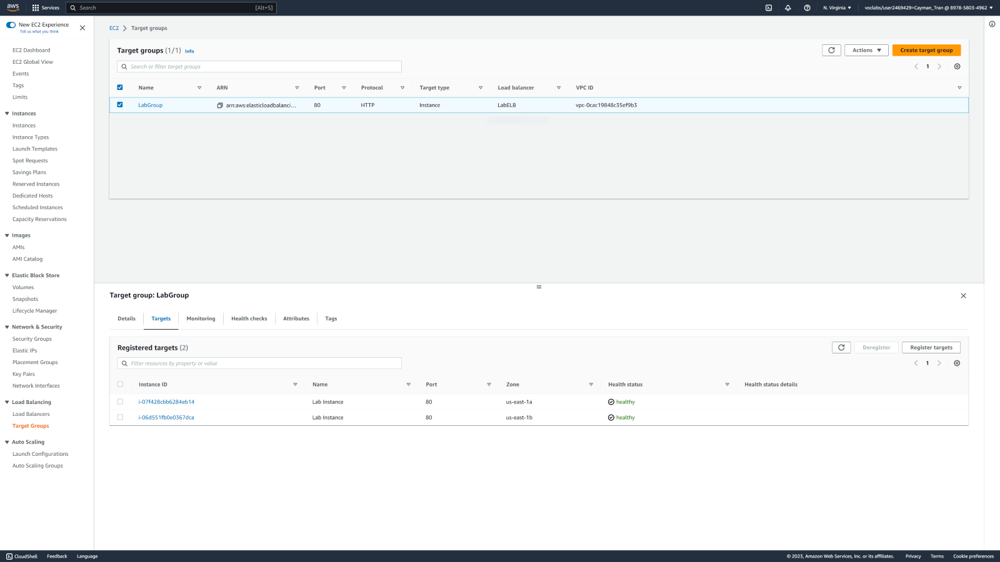 aws Services Search [Alt+S] N. Virginia voclabs/user2469429=Cayman_Tran @ 8978-5803-4962
New EC2 Experience
Tell us what you think
EC2 Dashboard
EC2 Global View
Events
Tags
Limits
Instances
Instances
Instance Types
Launch Templates
Spot Requests
Savings Plans
Reserved Instances
Dedicated Hosts
Scheduled Instances
Capacity Reservations
Images
AMIs
AMI Catalog
Elastic Block Store
Volumes
Snapshots
Lifecycle Manager
Network & Security
Security Groups
Elastic IPs
Placement Groups
Key Pairs
Network Interfaces
Load Balancing
Load Balancers
Target Groups
Auto Scaling
Launch Configurations
Auto Scaling Groups
EC2 Target groups
Target groups (1/1) Info Actions Create target group
Search or filter target groups 1
Name ARN Port Protocol Target type Load balancer VPC ID
LabGroup arn:aws:elasticloadbalanci... 80 HTTP Instance LabELB vpc-0cac19848c35ef9b3
Target group: LabGroup
Details Targets Monitoring Health checks Attributes Tags
Registered targets (2) Deregister Register targets
Filter resources by property or value 1
Instance ID Name Port Zone Health status Health status details
i-07f428cbb6284eb14 Lab Instance 80 us-east-1a healthy
i-06d551fb0e0367dca Lab Instance 80 us-east-1b healthy
CloudShell Feedback Language © 2023, Amazon Web Services, Inc. or its affiliates. Privacy Terms Cookie preferences